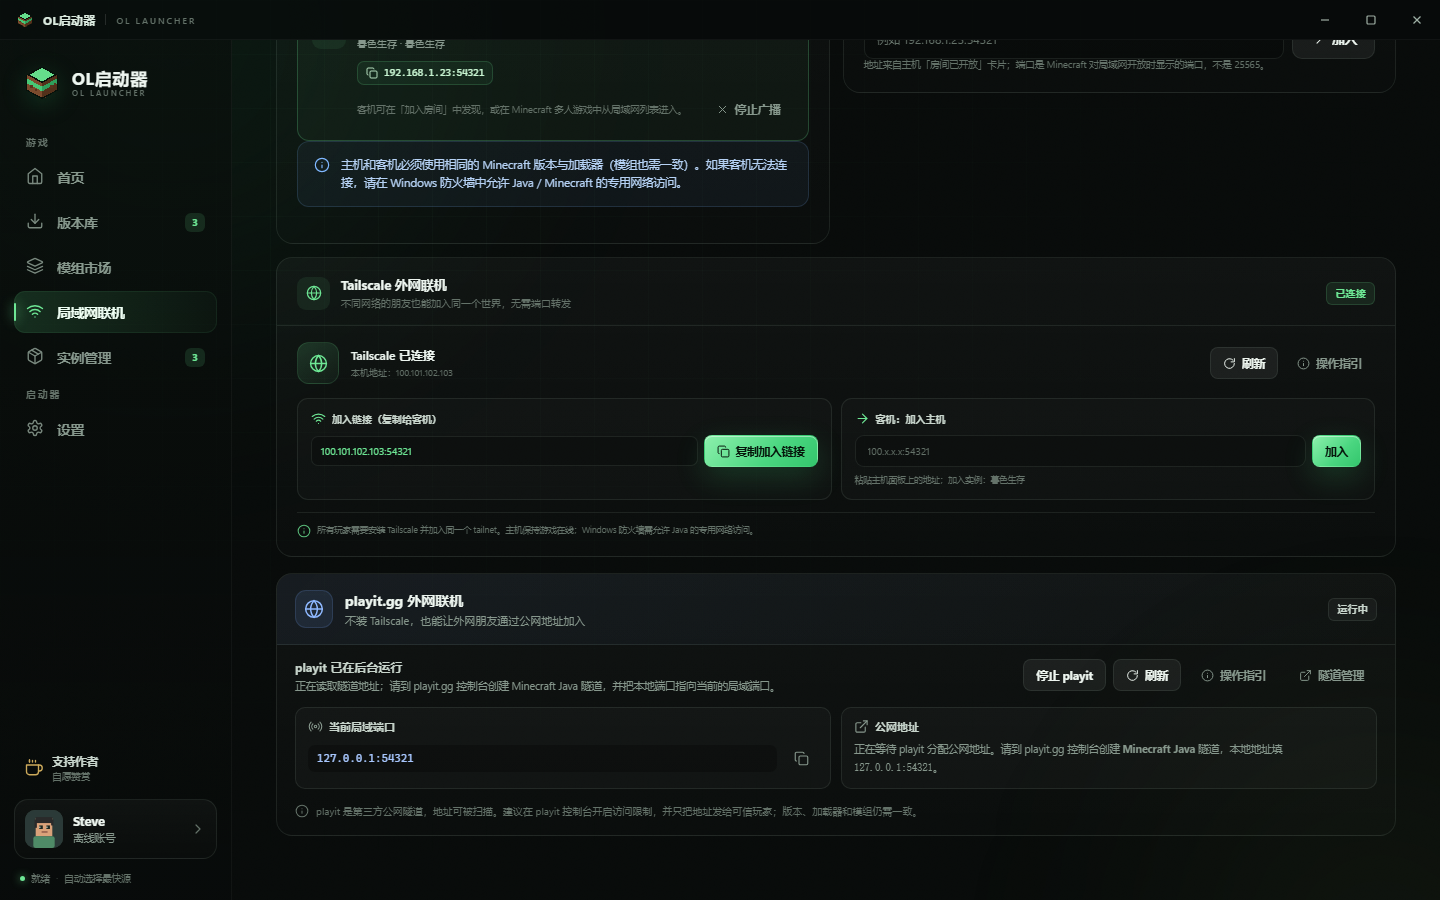 OL启动器 OL LAUNCHER
OL启动器
OL LAUNCHER
游戏
首页
版本库 3
模组市场
局域网联机
实例管理 3
启动器
设置
支持作者
自愿赞赏
Steve
离线账号
就绪 · 自动选择最快源
暮色生存 · 暮色生存
192.168.1.23:54321
客机可在「加入房间」中发现，或在 Minecraft 多人游戏中从局域网列表进入。
停止广播
主机和客机必须使用相同的 Minecraft 版本与加载器（模组也需一致）。如果客机无法连
接，请在 Windows 防火墙中允许 Java / Minecraft 的专用网络访问。
例如 192.168.1.23:54321
加入
地址来自主机「房间已开放」卡片；端口是 Minecraft 对局域网开放时显示的端口，不是 25565。
Tailscale 外网联机
不同网络的朋友也能加入同一个世界，无需端口转发
已连接
Tailscale 已连接
本机地址：100.101.102.103
刷新
操作指引
加入链接（复制给客机）
100.101.102.103:54321
复制加入链接
客机：加入主机
100.x.x.x:54321
加入
粘贴主机面板上的地址；加入实例：暮色生存
所有玩家需要安装 Tailscale 并加入同一个 tailnet。主机保持游戏在线；Windows 防火墙需允许 Java 的专用网络访问。
playit.gg 外网联机
不装 Tailscale，也能让外网朋友通过公网地址加入
运行中
playit 已在后台运行
正在读取隧道地址；请到 playit.gg 控制台创建 Minecraft Java 隧道，并把本地端口指向当前的局域端口。
停止 playit
刷新
操作指引
隧道管理
当前局域端口
127.0.0.1:54321
公网地址
正在等待 playit 分配公网地址。请到 playit.gg 控制台创建 Minecraft Java 隧道，本地地址填
127.0.0.1:54321。
playit 是第三方公网隧道，地址可被扫描。建议在 playit 控制台开启访问限制，并只把地址发给可信玩家；版本、加载器和模组仍需一致。